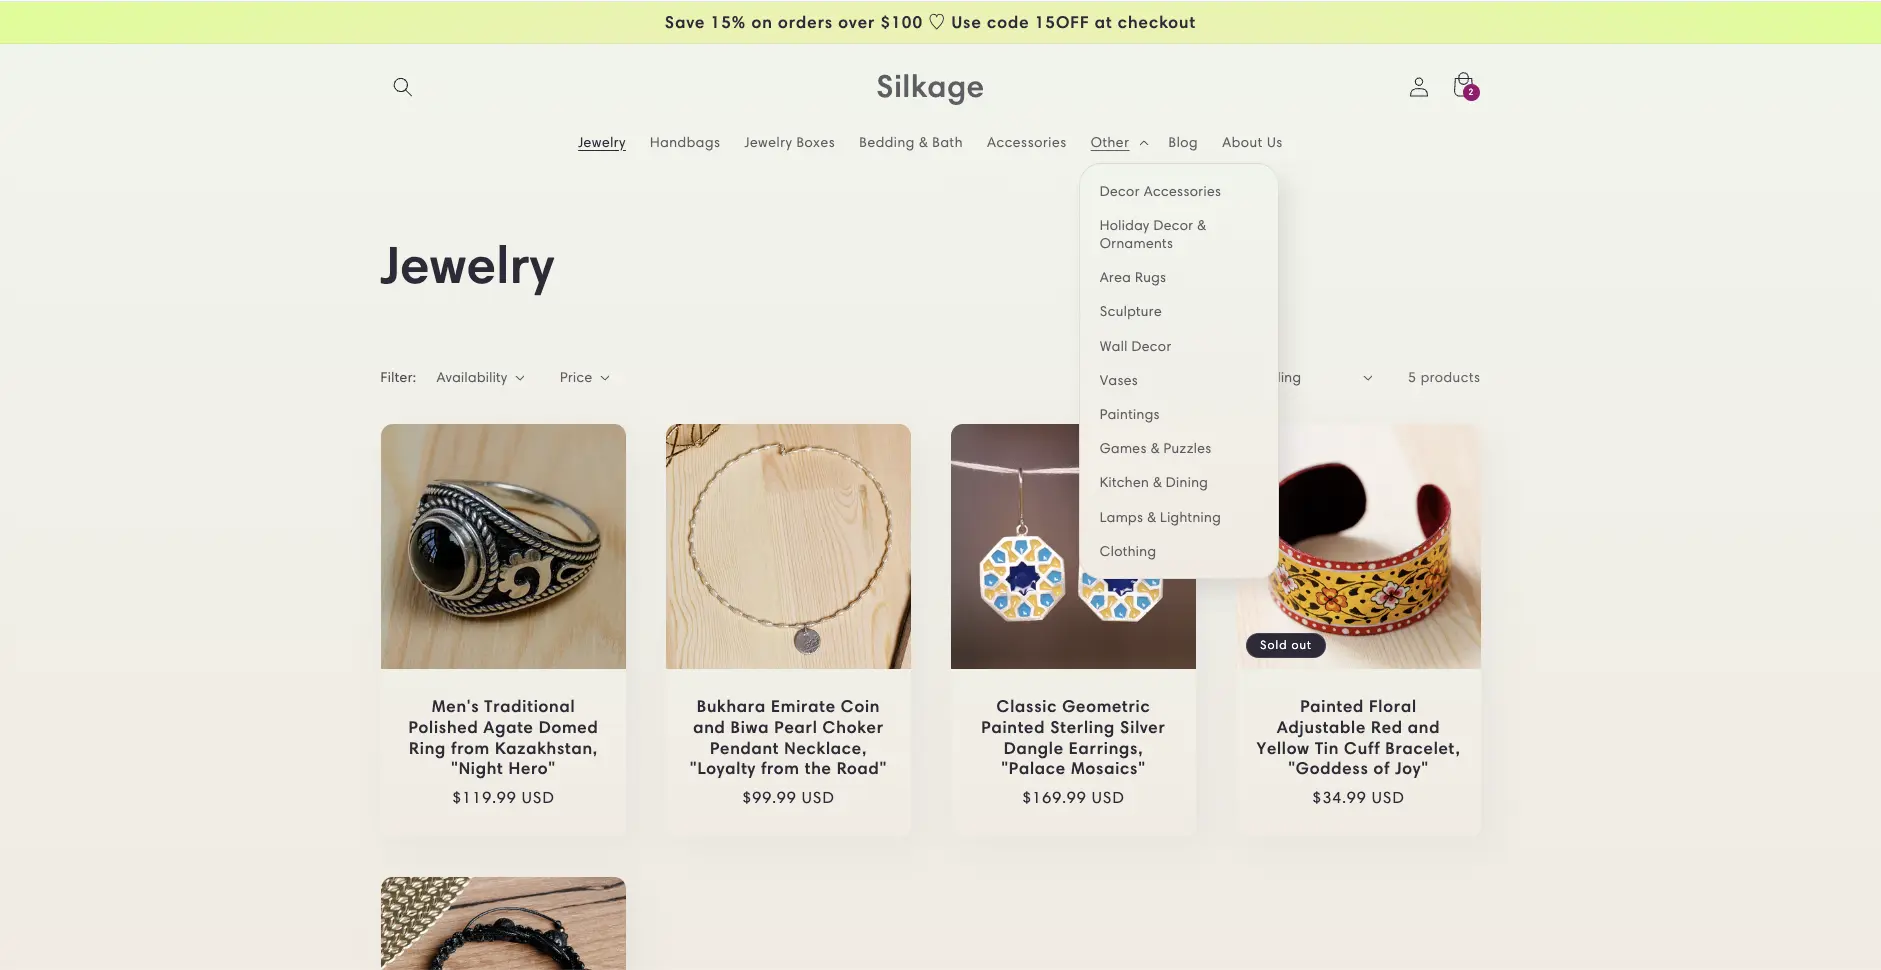 Save 15% on orders over $100 ♡ Use code 15OFF at checkout
Silkage
2
Jewelry
Handbags
Jewelry Boxes
Bedding & Bath
Accessories
Other
Blog
About Us
Decor Accessories
Holiday Decor &
Ornaments
Area Rugs
Sculpture
Wall Decor
Vases
Paintings
Games & Puzzles
Kitchen & Dining
Lamps & Lightning
Clothing
Jewelry
Filter:
Availability
Price
5 products
Men's Traditional
Polished Agate Domed
Ring from Kazakhstan,
"Night Hero"
$119.99 USD
Bukhara Emirate Coin
and Biwa Pearl Choker
Pendant Necklace,
"Loyalty from the Road"
$99.99 USD
Classic Geometric
Painted Sterling Silver
Dangle Earrings,
"Palace Mosaics"
$169.99 USD
Sold out
Painted Floral
Adjustable Red and
Yellow Tin Cuff Bracelet,
"Goddess of Joy"
$34.99 USD